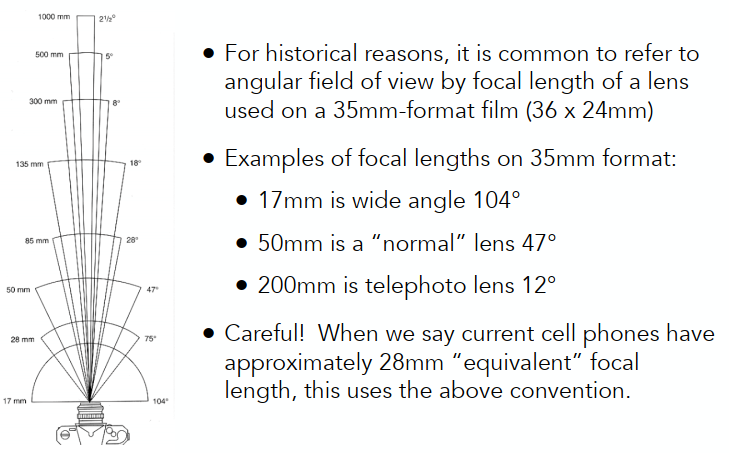 1000 mm 2½°
500 mm 5°
300 mm 8°
135 mm 18°
85 mm 28°
50 mm 47°
28 mm 75°
17 mm 104°
• For historical reasons, it is common to refer to
angular field of view by focal length of a lens
used on a 35mm-format film (36 x 24mm)
• Examples of focal lengths on 35mm format:
• 17mm is wide angle 104°
• 50mm is a “normal” lens 47°
• 200mm is telephoto lens 12°
• Careful! When we say current cell phones have
approximately 28mm “equivalent” focal
length, this uses the above convention.